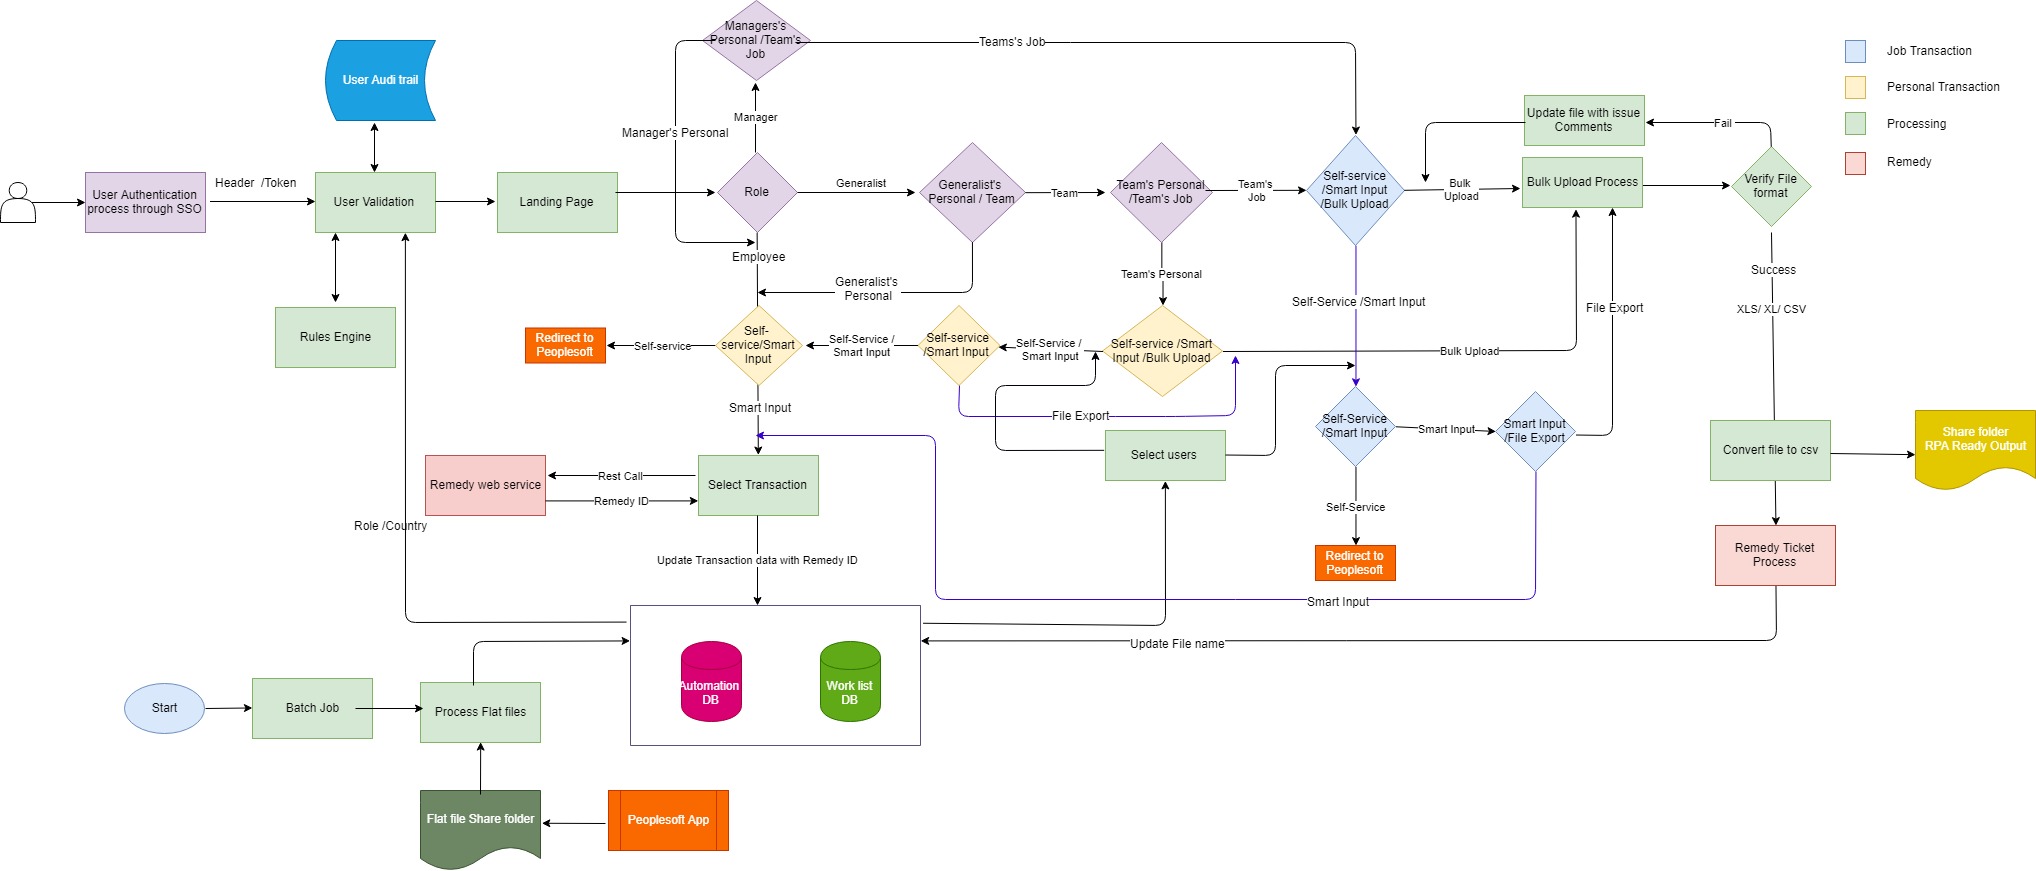 Managers's
Personal /Team's
Job
Teams's Job
Job Transaction
User Audi trail
Personal Transaction
Manager
Manager's Personal
Update file with issue
Comments
Fail
Processing
Remedy
User Authentication
process through SSO
Header  /Token
User Validation
Landing Page
Role
Generalist
Generalist's
Personal / Team
Team
Team's Personal
/Team's Job
Team's
Job
Self-service
/Smart Input
/Bulk Upload
Bulk
Upload
Bulk Upload Process
Verify File
format
Employee
Generalist's
Personal
Team's Personal
Self-Service /Smart Input
File Export
Success
XLS/ XL/ CSV
Rules Engine
Redirect to
Peoplesoft
Self-service
Self-
service/Smart
Input
Self-Service /
Smart Input
Self-service
/Smart Input
Self-Service /
Smart Input
Self-service /Smart
Input /Bulk Upload
Bulk Upload
Smart Input
File Export
Self-Service
/Smart Input
Smart Input
Smart Input
/File Export
Remedy web service
Rest Call
Remedy ID
Select Transaction
Select users
Convert file to csv
Share folder
RPA Ready Output
Role /Country
Self-Service
Update Transaction data with Remedy ID
Redirect to
Peoplesoft
Remedy Ticket
Process
Smart Input
Update File name
Automation
DB
Work list
DB
Start
Batch Job
Process Flat files
Flat file Share folder
Peoplesoft App